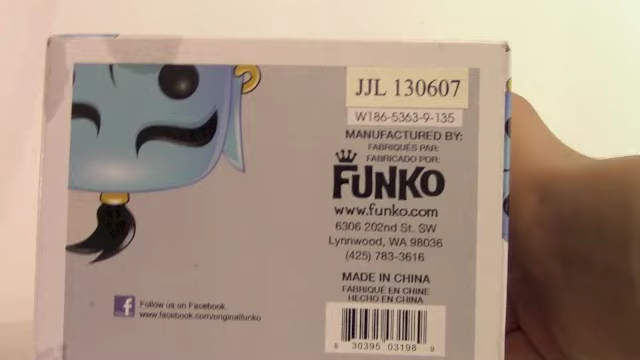 JJL 130607
W186-5363-9-135
MANUFACTURED BY:
FABRIQUÉS PAR:
FABRICADO POR:
FUNKO
www.funko.com
6306 202nd St. SW
Lynnwood, WA 98036
(425) 783-3616
MADE IN CHINA
FABRIQUÉ EN CHINE
HECHO EN CHINA
f
Follow us on Facebook.
www.facebook.com/originalfunko
8 30395 03198 9